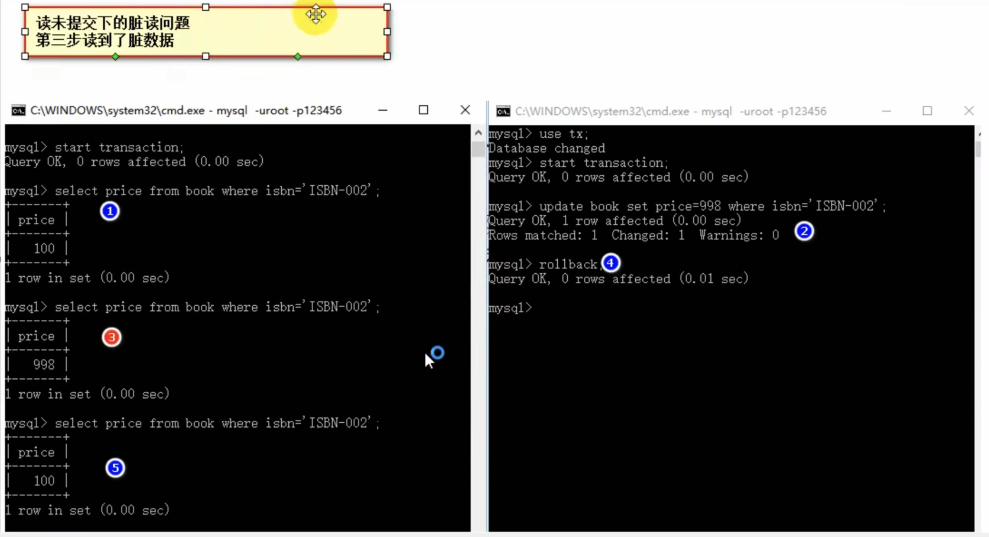 读未提交下的脏读问题
第三步读到了脏数据
C:\WINDOWS\system32\cmd.exe - mysql -uroot -p123456
mysql> start transaction;
Query OK, 0 rows affected (0.00 sec)
mysql> select price from book where isbn='ISBN-002';
+-------+
| price |
+-------+
|   100 |
+-------+
1 row in set (0.00 sec)
①
mysql> select price from book where isbn='ISBN-002';
+-------+
| price |
+-------+
|   998 |
+-------+
1 row in set (0.00 sec)
③
mysql> select price from book where isbn='ISBN-002';
+-------+
| price |
+-------+
|   100 |
+-------+
1 row in set (0.00 sec)
⑤
C:\WINDOWS\system32\cmd.exe - mysql -uroot -p123456
mysql> use tx;
Database changed
mysql> start transaction;
Query OK, 0 rows affected (0.00 sec)
mysql> update book set price=998 where isbn='ISBN-002';
Query OK, 1 row affected (0.00 sec)
Rows matched: 1  Changed: 1  Warnings: 0
②
mysql> rollback;
④
Query OK, 0 rows affected (0.01 sec)
mysql>